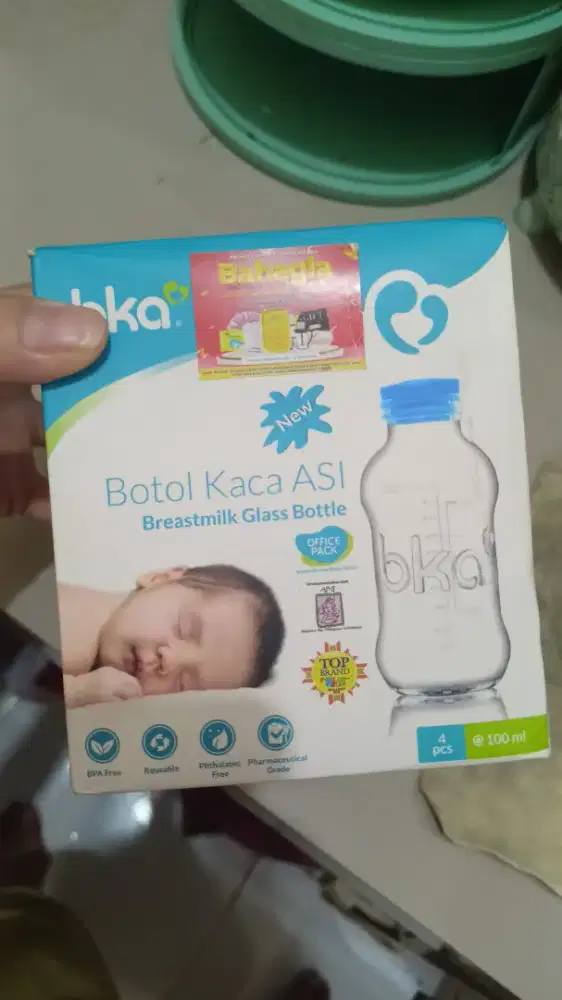 bka
Bahagia
New
Botol Kaca ASI
Breastmilk Glass Bottle
OFFICE
PACK
bka
TOP
BRAND
BPA Free
Reusable
Phthalates
Free
Pharmaceutical
Grade
4
pcs
@ 100 ml